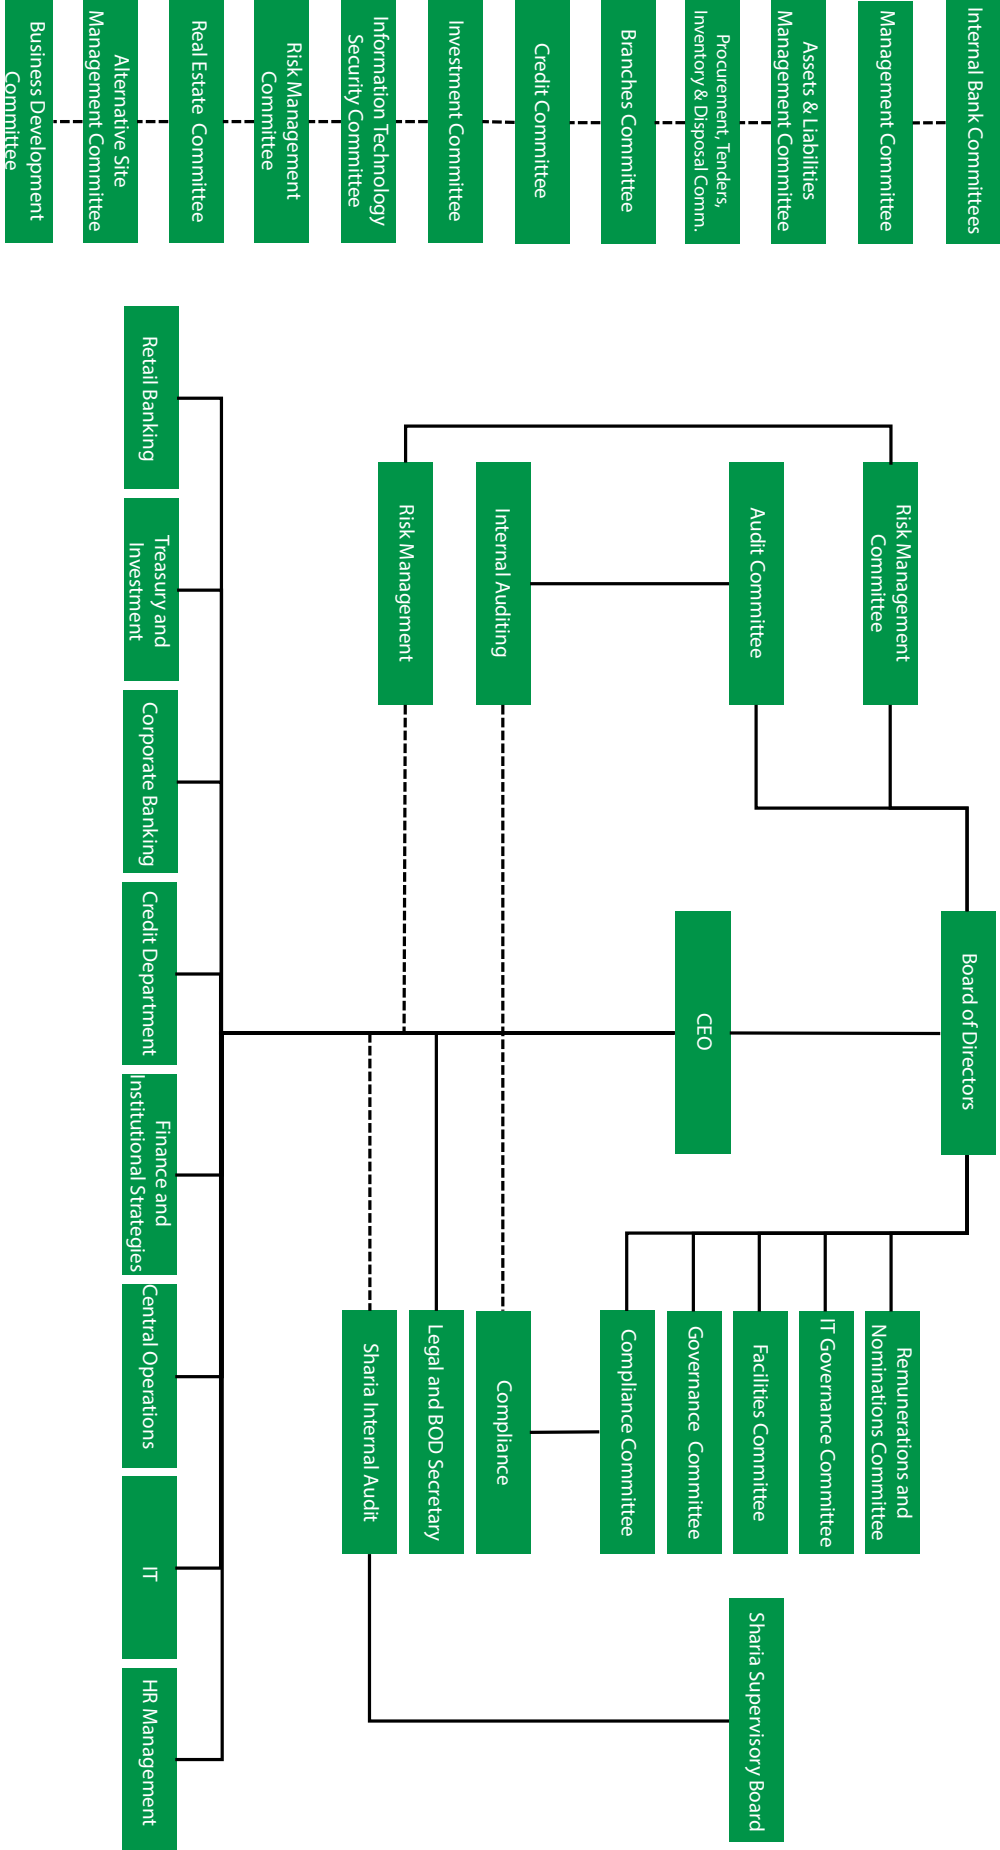 Internal Bank Committees
Management Committee
Assets & Liabilities
Management Committee
Procurement, Tenders,
Inventory & Disposal Comm.
Branches Committee
Credit Committee
Investment Committee
Information Technology
Security Committee
Risk Management
Committee
Real Estate Committee
Alternative Site
Management Committee
Business Development
Committee
Board of Directors
Risk Management
Committee
Audit Committee
Remunerations and
Nominations Committee
IT Governance Committee
Facilities Committee
Governance Committee
Compliance Committee
Sharia Supervisory Board
CEO
Internal Auditing
Risk Management
Compliance
Legal and BOD Secretary
Sharia Internal Audit
Retail Banking
Treasury and
Investment
Corporate Banking
Credit Department
Finance and
Institutional Strategies
Central Operations
IT
HR Management